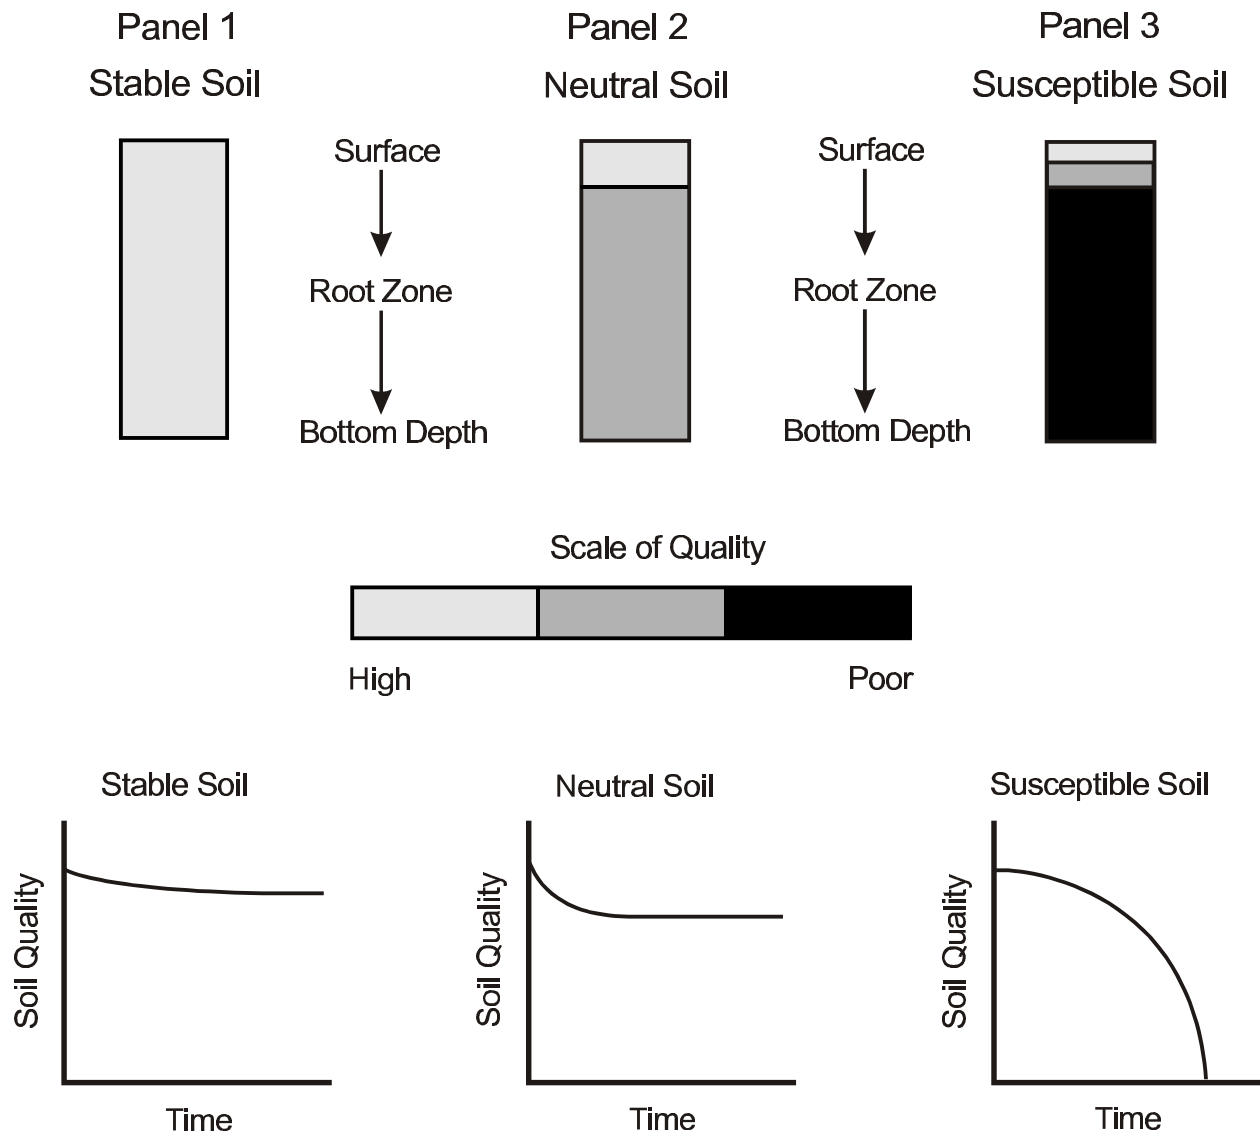 Panel 1
Panel 2
Panel 3
Stable Soil
Neutral Soil
Susceptible Soil
Surface
Root Zone
Bottom Depth
Surface
Root Zone
Bottom Depth
Scale of Quality
High
Poor
Stable Soil
Soil Quality
Time
Neutral Soil
Soil Quality
Time
Susceptible Soil
Soil Quality
Time